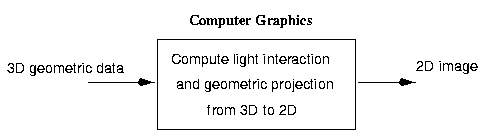 Computer Graphics
3D geometric data
Compute light interaction
and geometric projection
from 3D to 2D
2D image